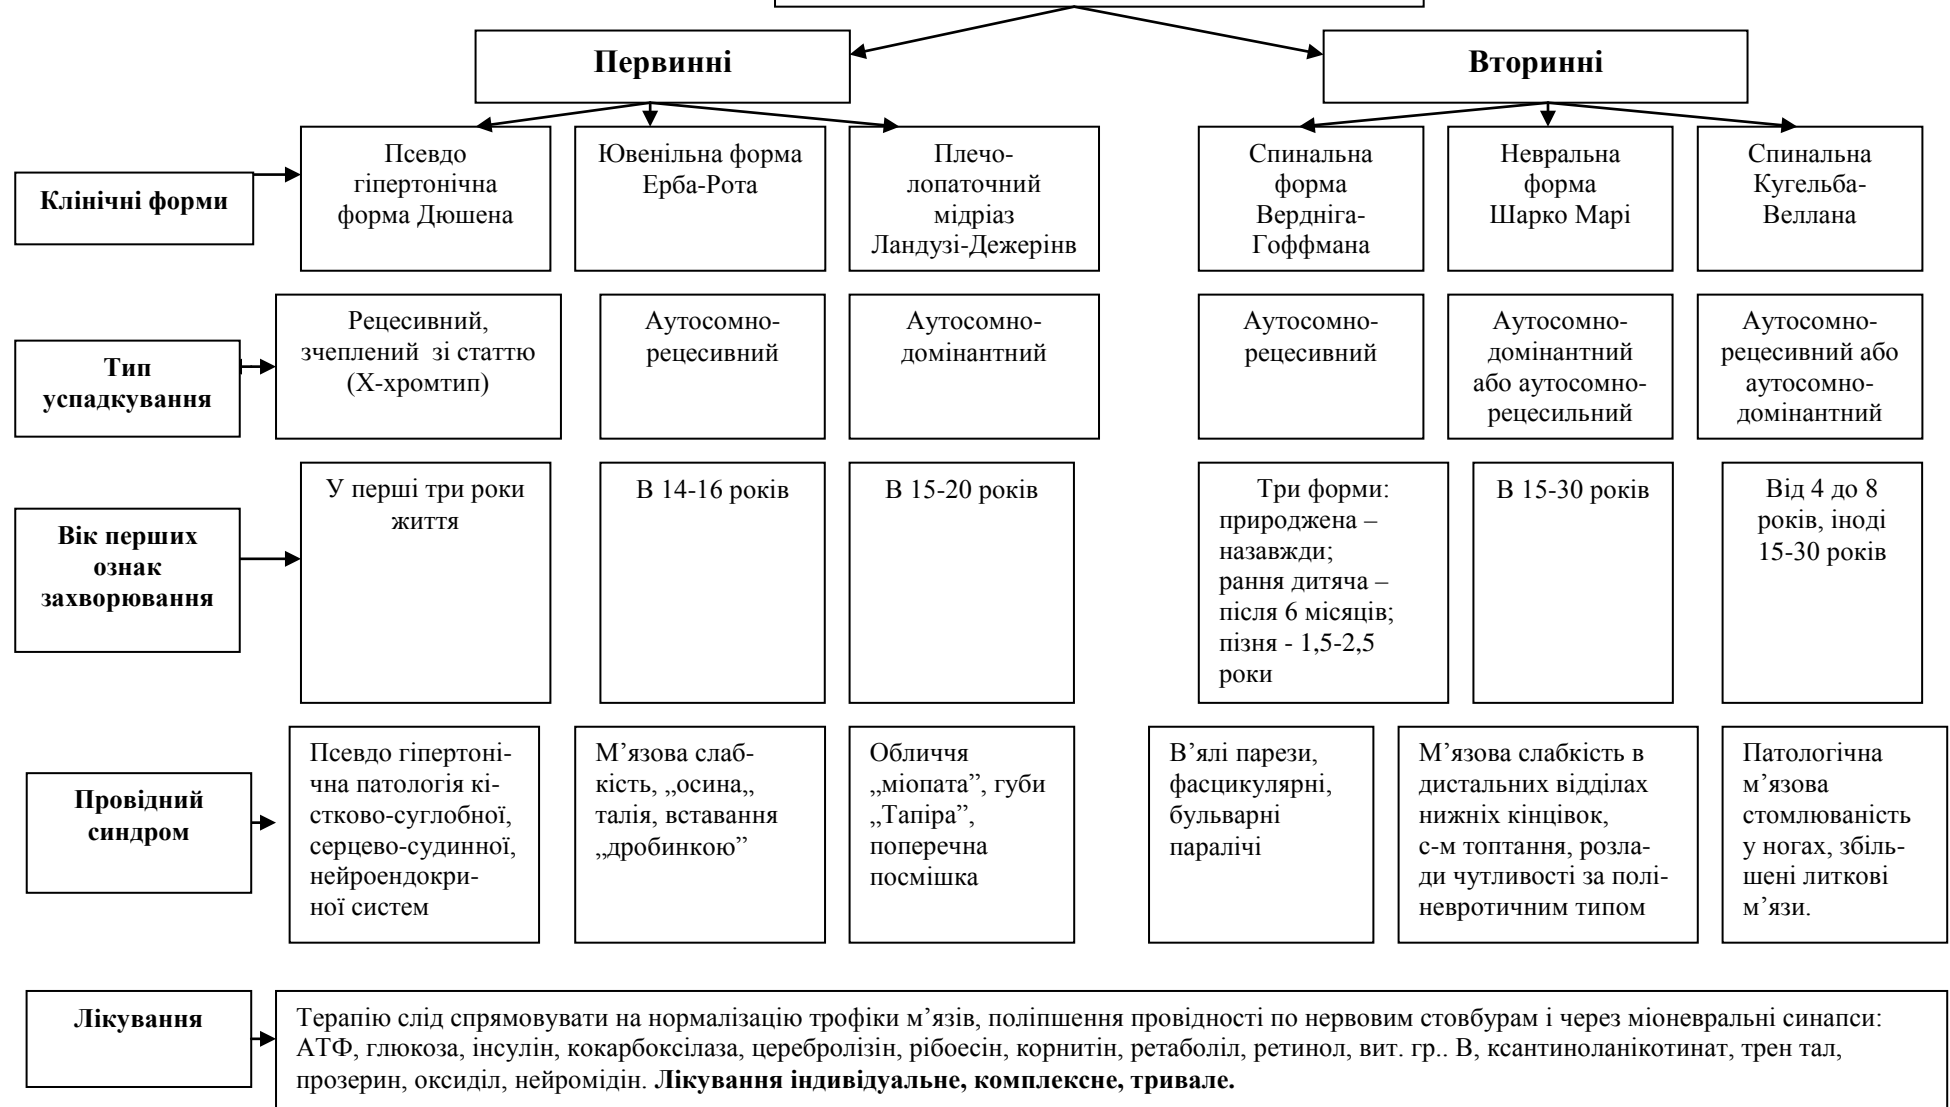 Первинні
Вторинні
Клінічні форми
Псевдо
гіпертонічна
форма Дюшена
Ювенільна форма
Ерба-Рота
Плечо-
лопаточний
мідріаз
Ландузі-Дежерінв
Спинальна
форма
Вердніга-
Гоффмана
Невральна
форма
Шарко Марі
Спинальна
Кугельба-
Веллана
Тип
успадкування
Рецесивний,
зчеплений зі статтю
(Х-хромтип)
Аутосомно-
рецесивний
Аутосомно-
домінантний
Аутосомно-
рецесивний
Аутосомно-
домінантний
або аутосомно-
рецесильний
Аутосомно-
рецесивний або
аутосомно-
домінантний
Вік перших
ознак
захворювання
У перші три роки
життя
В 14-16 років
В 15-20 років
Три форми:
природжена –
назавжди;
рання дитяча –
після 6 місяців;
пізня - 1,5-2,5
роки
В 15-30 років
Від 4 до 8
років, іноді
15-30 років
Провідний
синдром
Псевдо гіпертоні-
чна патологія кі-
стково-суглобної,
серцево-судинної,
нейроендокри-
ної систем
М’язова слаб-
кість, „осина„
талія, вставання
„дробинкою”
Обличчя
„міопата”, губи
„Тапіра”,
поперечна
посмішка
В’ялі парези,
фасцикулярні,
бульварні
паралічі
М’язова слабкість в
дистальних відділах
нижніх кінцівок,
с-м топтання, розла-
ди чутливості за полі-
невротичним типом
Патологічна
м’язова
стомлюваність
у ногах, збіль-
шені литкові
м’язи.
Лікування
Терапію слід спрямовувати на нормалізацію трофіки м’язів, поліпшення провідності по нервовим стовбурам і через міоневральні синапси:
АТФ, глюкоза, інсулін, кокарбоксілаза, церебролізін, рібоесін, корнитін, ретаболіл, ретинол, вит. гр.. В, ксантиноланікотинат, трен тал,
прозерин, оксиділ, нейромідін. Лікування індивідуальне, комплексне, тривале.